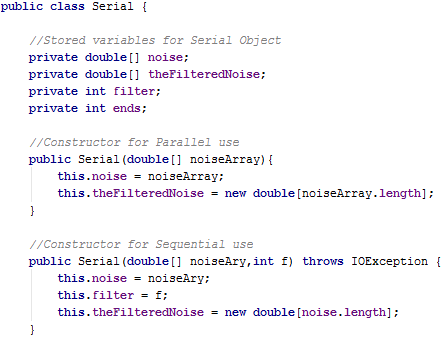 public class Serial {
//Stored variables for Serial Object
private double[] noise;
private double[] theFilteredNoise;
private int filter;
private int ends;
//Constructor for Parallel use
public Serial(double[] noiseArray){
this.noise = noiseArray;
this.theFilteredNoise = new double[noiseArray.length];
}
//Constructor for Sequential use
public Serial(double[] noiseAry,int f) throws IOException {
this.noise = noiseAry;
this.filter = f;
this.theFilteredNoise = new double[noise.length];
}